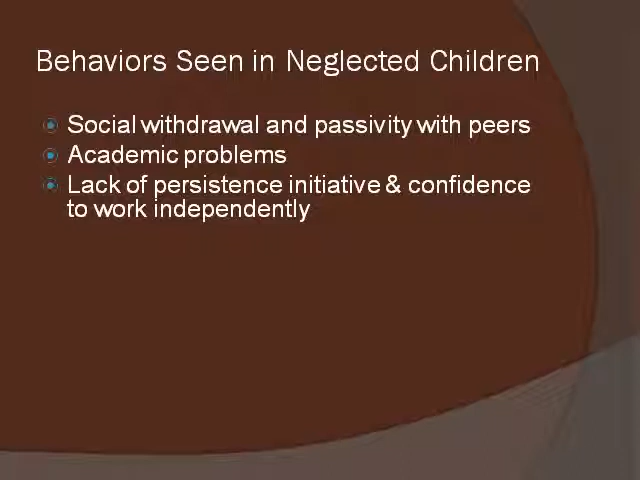 Behaviors Seen in Neglected Children
Social withdrawal and passivity with peers
Academic problems
Lack of persistence initiative & confidence
to work independently